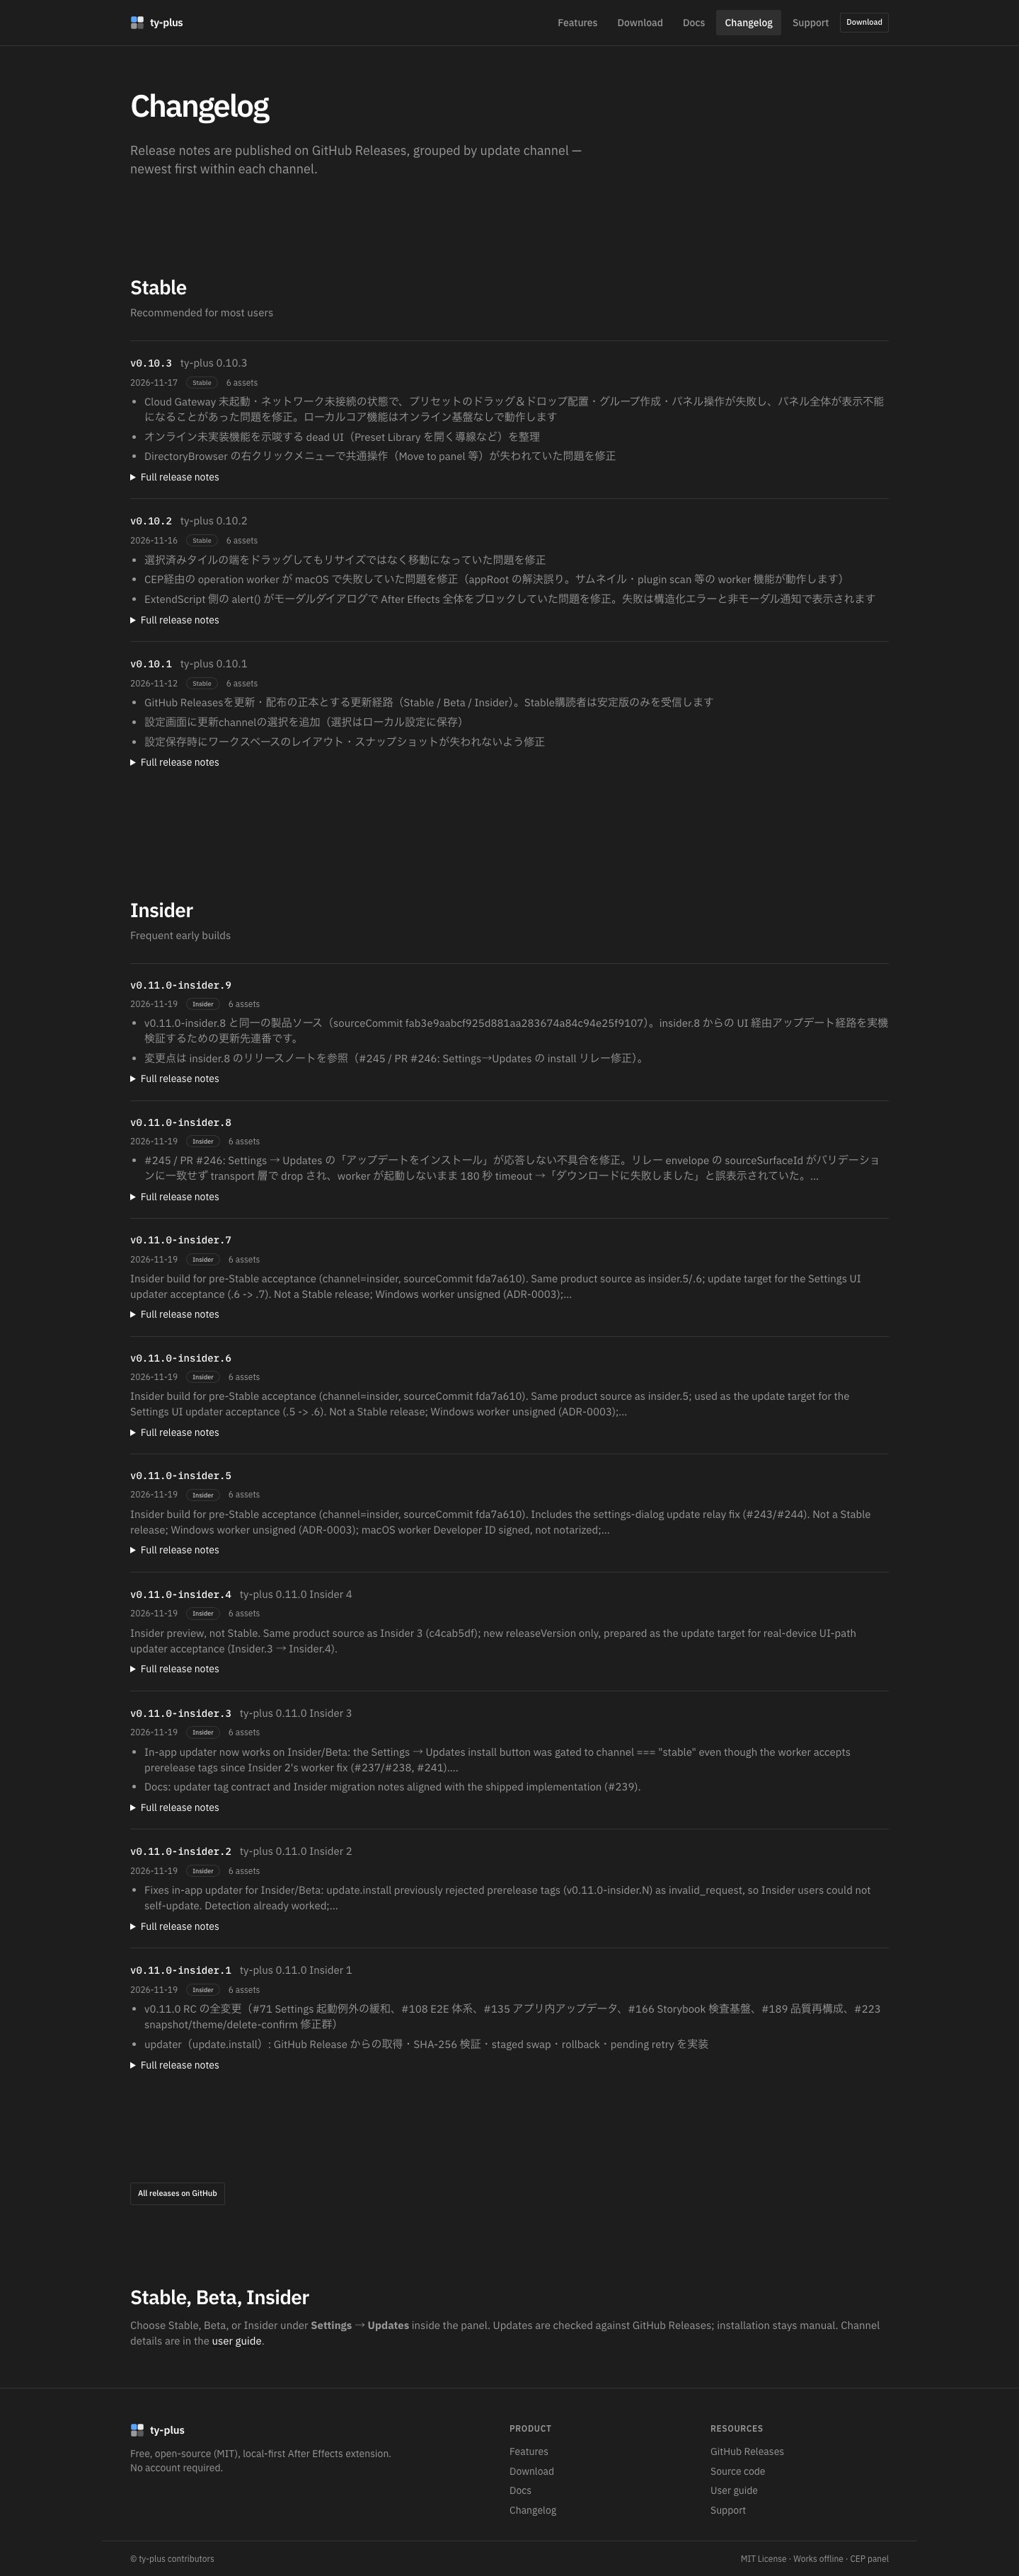 ty-plus
Features
Download
Docs
Changelog
Support
Download
Changelog
Release notes are published on GitHub Releases, grouped by update channel —
newest first within each channel.
Stable
Recommended for most users
v0.10.3 ty-plus 0.10.3
2026-11-17 Stable 6 assets
• Cloud Gateway 未起動・ネットワーク未接続の状態で、プリセットのドラッグ＆ドロップ配置・グループ作成・パネル操作が失敗し、パネル全体が表示不能
になることがあった問題を修正。ローカルコア機能はオンライン基盤なしで動作します
• オンライン未実装機能を示唆する dead UI（Preset Library を開く導線など）を整理
• DirectoryBrowser の右クリックメニューで共通操作（Move to panel 等）が失われていた問題を修正
▶ Full release notes
v0.10.2 ty-plus 0.10.2
2026-11-16 Stable 6 assets
• 選択済みタイルの端をドラッグしてもリサイズではなく移動になっていた問題を修正
• CEP経由の operation worker が macOS で失敗していた問題を修正（appRoot の解決誤り。サムネイル・plugin scan 等の worker 機能が動作します）
• ExtendScript 側の alert() がモーダルダイアログで After Effects 全体をブロックしていた問題を修正。失敗は構造化エラーと非モーダル通知で表示されます
▶ Full release notes
v0.10.1 ty-plus 0.10.1
2026-11-12 Stable 6 assets
• GitHub Releasesを更新・配布の正本とする更新経路（Stable / Beta / Insider）。Stable購読者は安定版のみを受信します
• 設定画面に更新channelの選択を追加（選択はローカル設定に保存）
• 設定保存時にワークスペースのレイアウト・スナップショットが失われないよう修正
▶ Full release notes
Insider
Frequent early builds
v0.11.0-insider.9
2026-11-19 Insider 6 assets
• v0.11.0-insider.8 と同一の製品ソース（sourceCommit fab3e9aabcf925d881aa283674a84c94e25f9107）。insider.8 からの UI 経由アップデート経路を実機
検証するための更新先連番です。
• 変更点は insider.8 のリリースノートを参照（#245 / PR #246: Settings→Updates の install リレー修正）。
▶ Full release notes
v0.11.0-insider.8
2026-11-19 Insider 6 assets
• #245 / PR #246: Settings → Updates の「アップデートをインストール」が応答しない不具合を修正。リレー envelope の sourceSurfaceId がバリデーショ
ンに一致せず transport 層で drop され、worker が起動しないまま 180 秒 timeout →「ダウンロードに失敗しました」と誤表示されていた。...
▶ Full release notes
v0.11.0-insider.7
2026-11-19 Insider 6 assets
Insider build for pre-Stable acceptance (channel=insider, sourceCommit fda7a610). Same product source as insider.5/.6; update target for the Settings UI
updater acceptance (.6 -> .7). Not a Stable release; Windows worker unsigned (ADR-0003);...
▶ Full release notes
v0.11.0-insider.6
2026-11-19 Insider 6 assets
Insider build for pre-Stable acceptance (channel=insider, sourceCommit fda7a610). Same product source as insider.5; used as the update target for the
Settings UI updater acceptance (.5 -> .6). Not a Stable release; Windows worker unsigned (ADR-0003);...
▶ Full release notes
v0.11.0-insider.5
2026-11-19 Insider 6 assets
Insider build for pre-Stable acceptance (channel=insider, sourceCommit fda7a610). Includes the settings-dialog update relay fix (#243/#244). Not a Stable
release; Windows worker unsigned (ADR-0003); macOS worker Developer ID signed, not notarized;...
▶ Full release notes
v0.11.0-insider.4 ty-plus 0.11.0 Insider 4
2026-11-19 Insider 6 assets
Insider preview, not Stable. Same product source as Insider 3 (c4cab5df); new releaseVersion only, prepared as the update target for real-device UI-path
updater acceptance (Insider.3 → Insider.4).
▶ Full release notes
v0.11.0-insider.3 ty-plus 0.11.0 Insider 3
2026-11-19 Insider 6 assets
• In-app updater now works on Insider/Beta: the Settings → Updates install button was gated to channel === "stable" even though the worker accepts
prerelease tags since Insider 2's worker fix (#237/#238, #241)....
• Docs: updater tag contract and Insider migration notes aligned with the shipped implementation (#239).
▶ Full release notes
v0.11.0-insider.2 ty-plus 0.11.0 Insider 2
2026-11-19 Insider 6 assets
• Fixes in-app updater for Insider/Beta: update.install previously rejected prerelease tags (v0.11.0-insider.N) as invalid_request, so Insider users could not
self-update. Detection already worked;...
▶ Full release notes
v0.11.0-insider.1 ty-plus 0.11.0 Insider 1
2026-11-19 Insider 6 assets
• v0.11.0 RC の全変更（#71 Settings 起動例外の緩和、#108 E2E 体系、#135 アプリ内アップデータ、#166 Storybook 検査基盤、#189 品質再構成、#223
snapshot/theme/delete-confirm 修正群）
• updater（update.install）: GitHub Release からの取得・SHA-256 検証・staged swap・rollback・pending retry を実装
▶ Full release notes
All releases on GitHub
Stable, Beta, Insider
Choose Stable, Beta, or Insider under Settings → Updates inside the panel. Updates are checked against GitHub Releases; installation stays manual. Channel
details are in the user guide.
ty-plus
Free, open-source (MIT), local-first After Effects extension.
No account required.
PRODUCT
Features
Download
Docs
Changelog
RESOURCES
GitHub Releases
Source code
User guide
Support
© ty-plus contributors
MIT License · Works offline · CEP panel